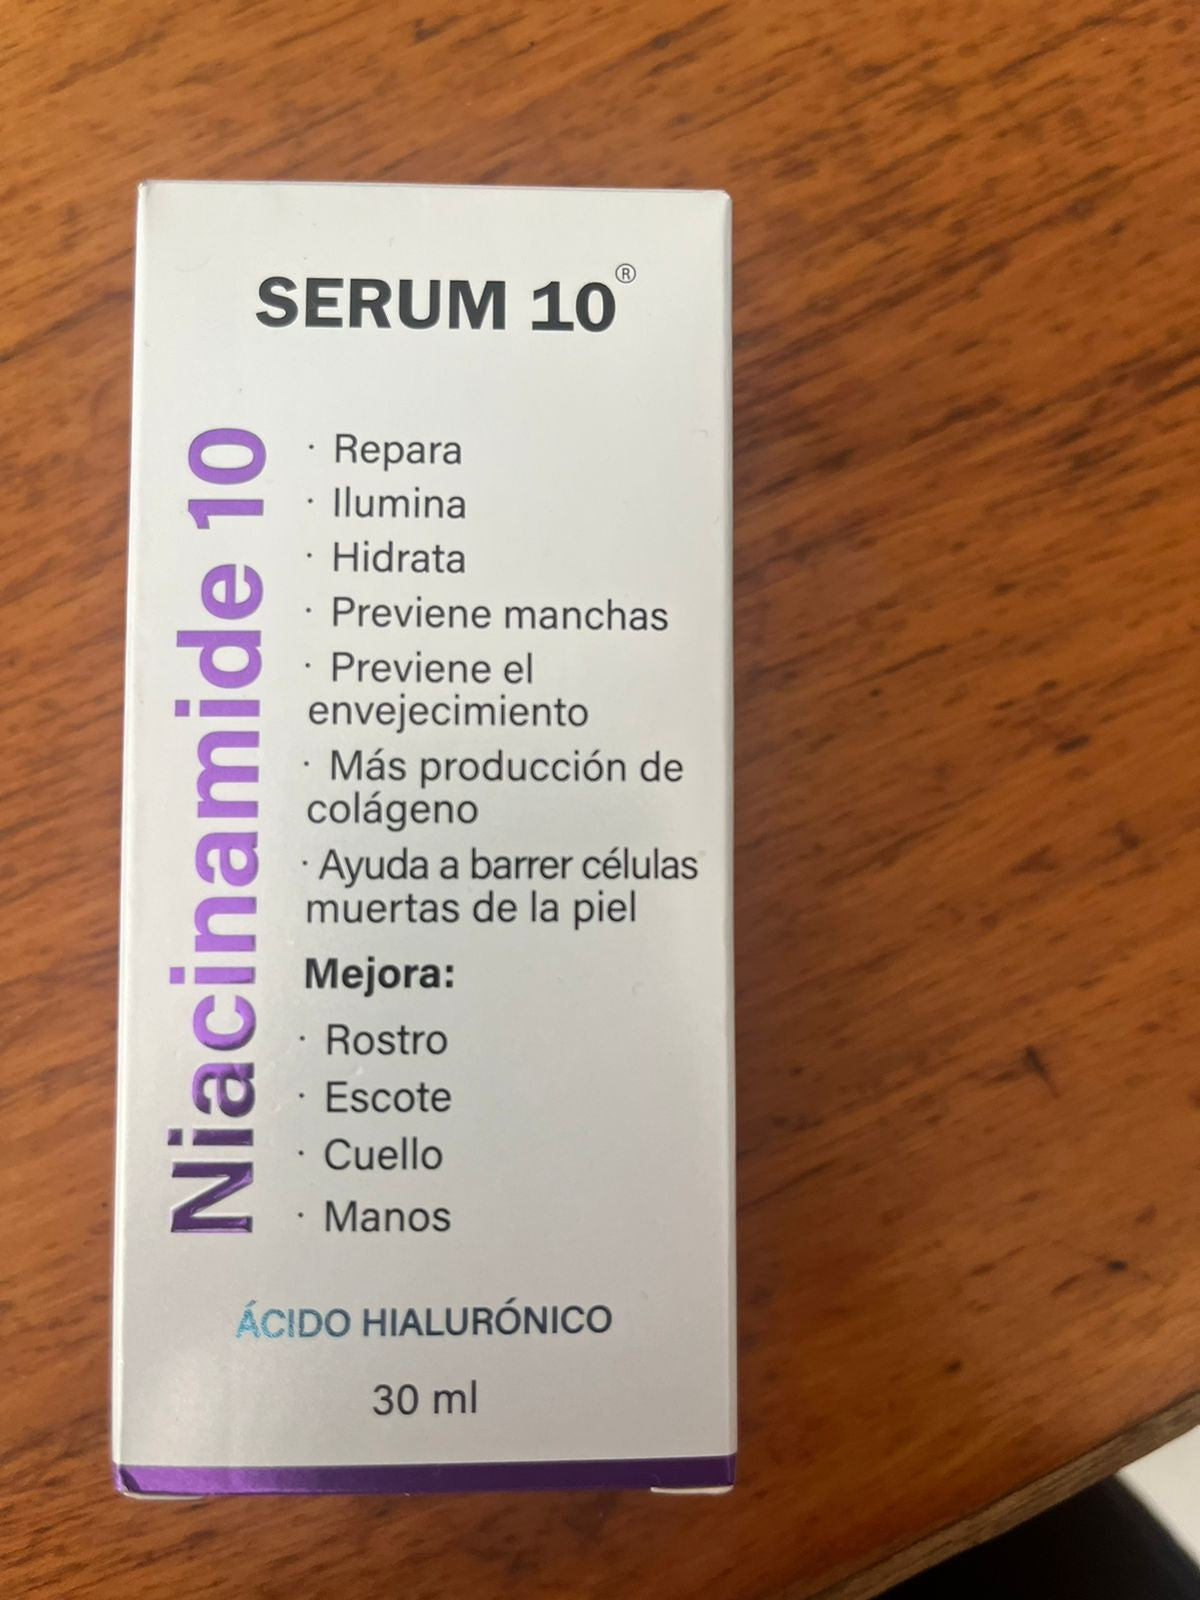 SERUM 10®
Niacinamide 10
· Repara
· Ilumina
· Hidrata
· Previene manchas
· Previene el
envejecimiento
· Más producción de
colágeno
· Ayuda a barrer células
muertas de la piel
Mejora:
· Rostro
· Escote
· Cuello
· Manos
ÁCIDO HIALURÓNICO
30 ml